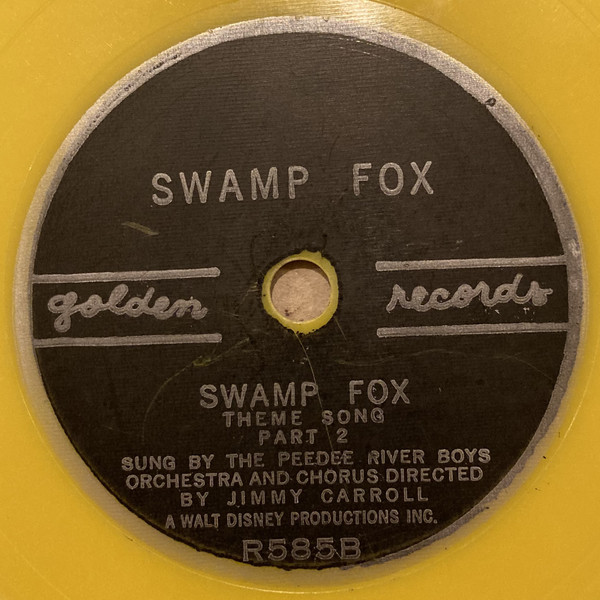 SWAMP FOX
golden records
SWAMP FOX
THEME SONG
PART 2
SUNG BY THE PEEDEE RIVER BOYS
ORCHESTRA AND CHORUS DIRECTED
BY JIMMY CARROLL
A WALT DISNEY PRODUCTIONS INC.
R585B